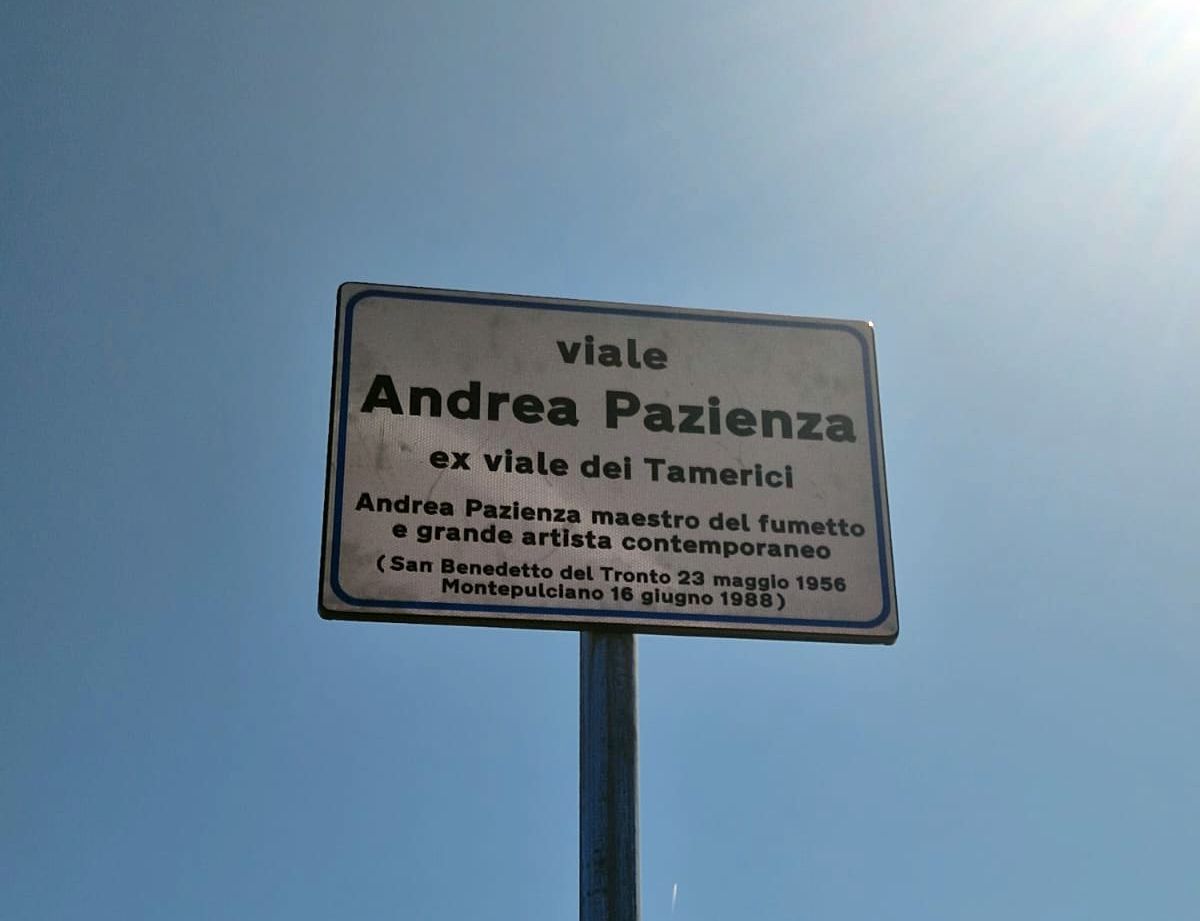 viale
Andrea Pazienza
ex viale dei Tamerici
Andrea Pazienza maestro del fumetto
e grande artista contemporaneo
(San Benedetto del Tronto 23 maggio 1956
Montepulciano 16 giugno 1988)